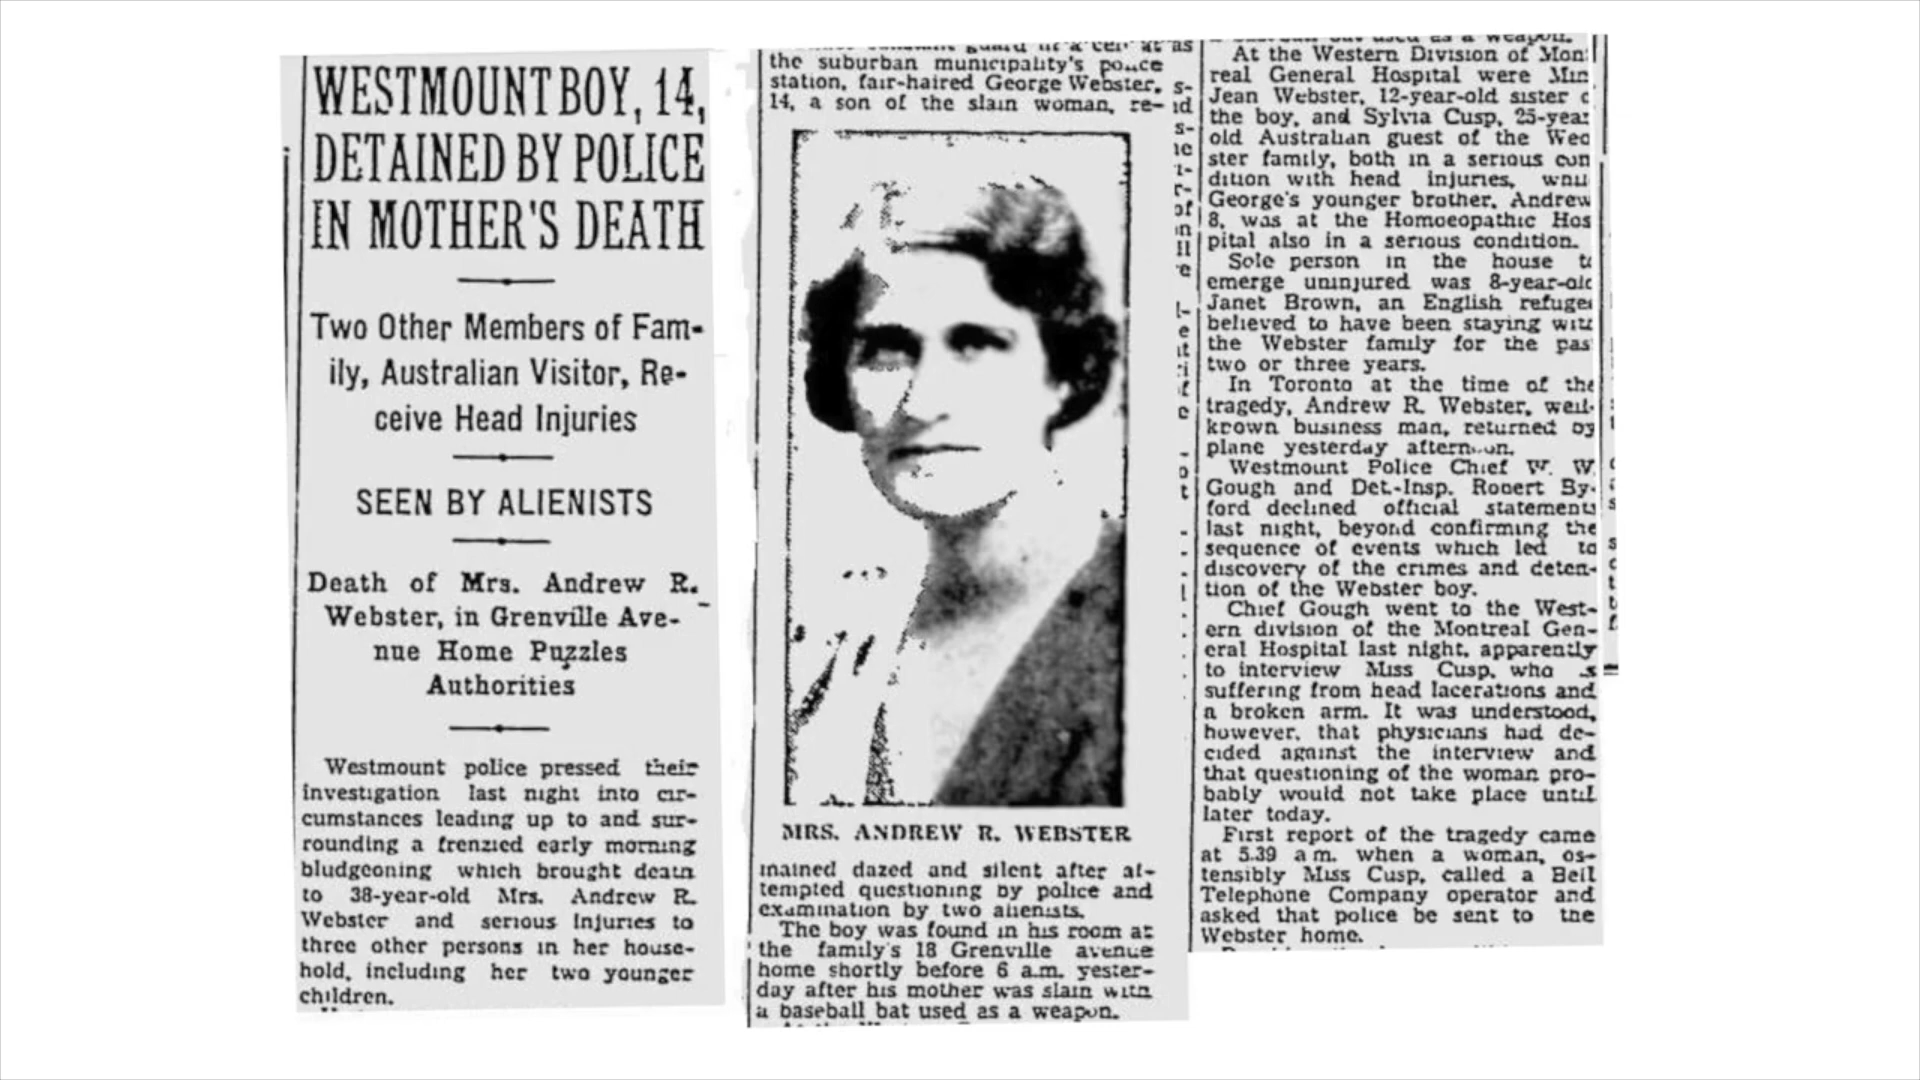 WESTMOUNT BOY, 14,
DETAINED BY POLICE
IN MOTHER'S DEATH
Two Other Members of Fam-
ily, Australian Visitor, Re-
ceive Head Injuries
SEEN BY ALIENISTS
Death of Mrs. Andrew R.
Webster, in Grenville Ave-
nue Home Puzzles
Authorities
Westmount police pressed their
investigation last night into cir-
cumstances leading up to and sur-
rounding a frenzied early morning
bludgeoning which brought death
to 38-year-old Mrs. Andrew R.
Webster and serious injuries to
three other persons in her house-
hold, including her two younger
children.
guard in a cell at
the suburban municipality's police
station, fair-haired George Webster,
14, a son of the slain woman, re-
MRS. ANDREW R. WEBSTER
mained dazed and silent after at-
tempted questioning by police and
examination by two alienists.
The boy was found in his room at
the family's 18 Grenville avenue
home shortly before 6 a.m. yester-
day after his mother was slain with
a baseball bat used as a weapon.
At the Western Division of Mon
real General Hospital were Min
Jean Webster, 12-year-old sister
the boy, and Sylvia Cusp, 25-year
old Australian guest of the Web
ster family, both in a serious con
dition with head injuries, whil
George's younger brother, Andrew
8, was at the Homoeopathic Hos
pital also in a serious condition.
Sole person in the house t
emerge uninjured was 8-year-old
Janet Brown, an English refugee
believed to have been staying with
the Webster family for the pas
two or three years.
In Toronto at the time of the
tragedy, Andrew R. Webster, well-
known business man, returned by
plane yesterday afternoon.
Westmount Police Chief W. W.
Gough and Det.-Insp. Robert By-
ford declined official statements
last night, beyond confirming the
sequence of events which led to
discovery of the crimes and deten-
tion of the Webster boy.
Chief Gough went to the West-
ern division of the Montreal Gen-
eral Hospital last night, apparently
to interview Miss Cusp, who is
suffering from head lacerations and
a broken arm. It was understood,
however, that physicians had de-
cided against the interview and
that questioning of the woman pro-
bably would not take place until
later today.
First report of the tragedy came
at 5.39 a.m. when a woman, os-
tensibly Miss Cusp, called a Bell
Telephone Company operator and
asked that police be sent to the
Webster home.